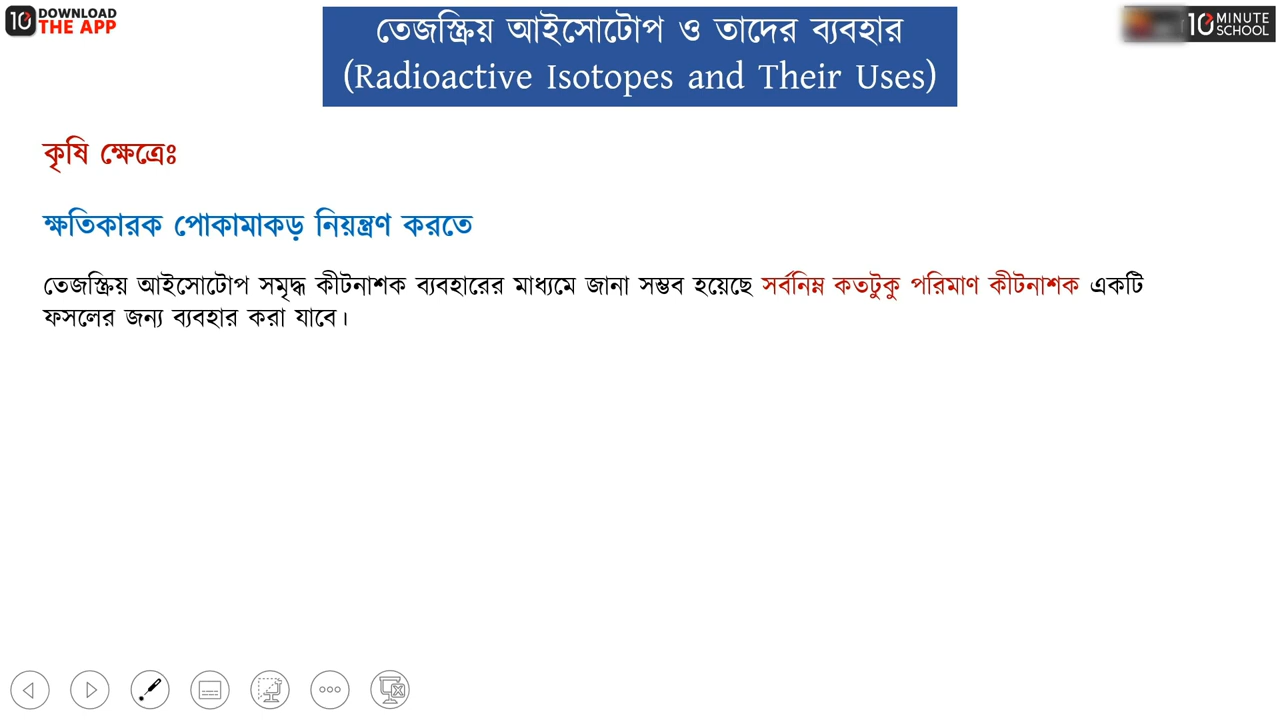 10 DOWNLOAD
THE APP
তেজস্ক্রিয় আইসোটোপ ও তাদের ব্যবহার
(Radioactive Isotopes and Their Uses)
10 MINUTE
SCHOOL
কৃষি ক্ষেত্রেঃ
ক্ষতিকারক পোকামাকড় নিয়ন্ত্রণ করতে
তেজস্ক্রিয় আইসোটোপ সমৃদ্ধ কীটনাশক ব্যবহারের মাধ্যমে জানা সম্ভব হয়েছে সর্বনিম্ন কতটুকু পরিমাণ কীটনাশক একটি
ফসলের জন্য ব্যবহার করা যাবে।